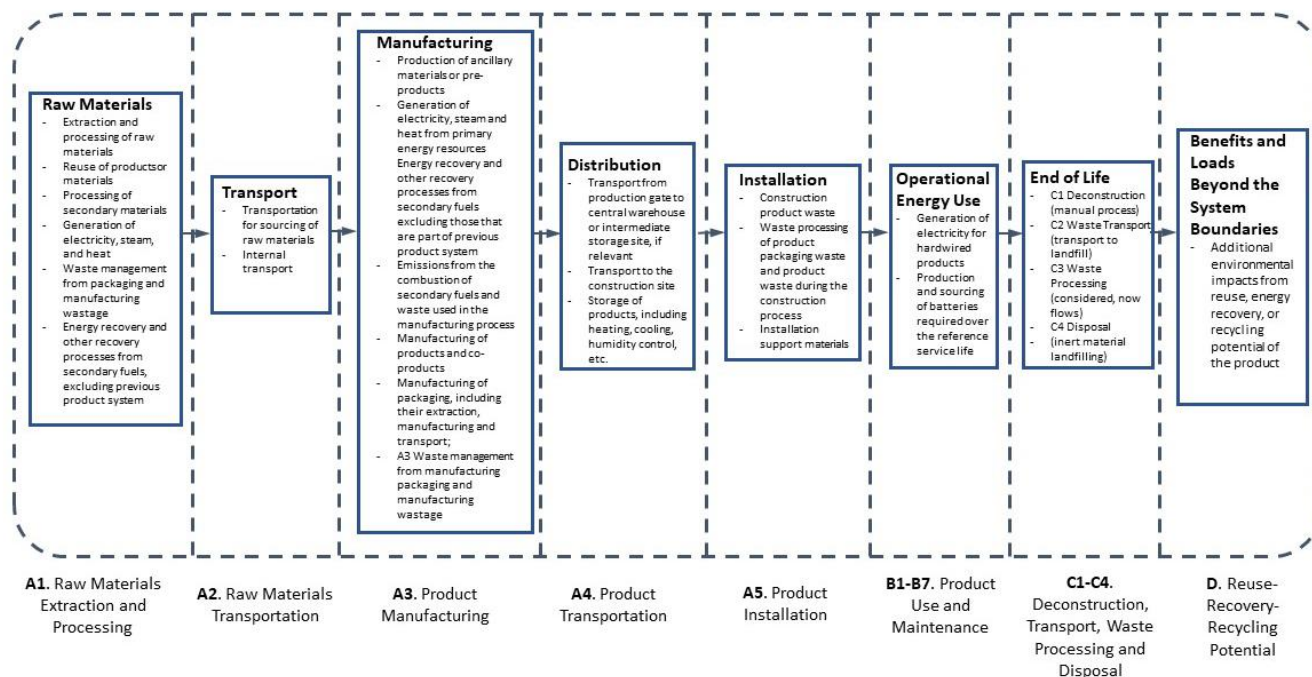 Raw Materials
- Extraction and
processing of raw
materials
- Reuse of productsor
materials
- Processing of
secondary materials
- Generation of
electricity, steam, and
heat
- Waste management
from packaging and
manufacturing
wastage
- Energy recovery and
other recovery
processes from
secondary fuels,
excluding previous
product system
Transport
- Transportation
for sourcing of
raw materials
- Internal
transport
Manufacturing
- Production of ancillary
materials or pre-
products
- Generation of
electricity, steam and
heat from primary
energy resources
Energy recovery and
other recovery
processes from
secondary fuels
excluding those that
are part of previous
product system
- Emissions from the
combustion of
secondary fuels and
waste used in the
manufacturing process
- Manufacturing of
products and co-
products
- Manufacturing of
packaging, including
their extraction,
manufacturing and
transport;
- A3 Waste management
from manufacturing
packaging and
manufacturing
wastage
Distribution
- Transport from
production gate to
central warehouse
or intermediate
storage site, if
relevant
- Transport to the
construction site
- Storage of
products, including
heating, cooling,
humidity control,
etc.
Installation
- Construction
product waste
- Waste processing of
product
packaging waste
and product
waste during the
construction
process
- Installation
support materials
Operational
Energy Use
- Generation of
electricity for
hardwired
products
- Production
and sourcing
of batteries
required over
the reference
service life
End of Life
- C1 Deconstruction
(manual process)
- C2 Waste Transport
(transport to
landfill)
- C3 Waste
Processing
(considered, now
flows)
- C4 Disposal
- (inert material
landfilling)
Benefits and
Loads
Beyond the
System
Boundaries
- Additional
environmental
impacts from
reuse, energy
recovery, or
recycling
potential of
the product
A1. Raw Materials
Extraction and
Processing
A2. Raw Materials
Transportation
A3. Product
Manufacturing
A4. Product
Transportation
A5. Product
Installation
B1-B7. Product
Use and
Maintenance
C1-C4.
Deconstruction,
Transport, Waste
Processing and
Disposal
D. Reuse-
Recovery-
Recycling
Potential